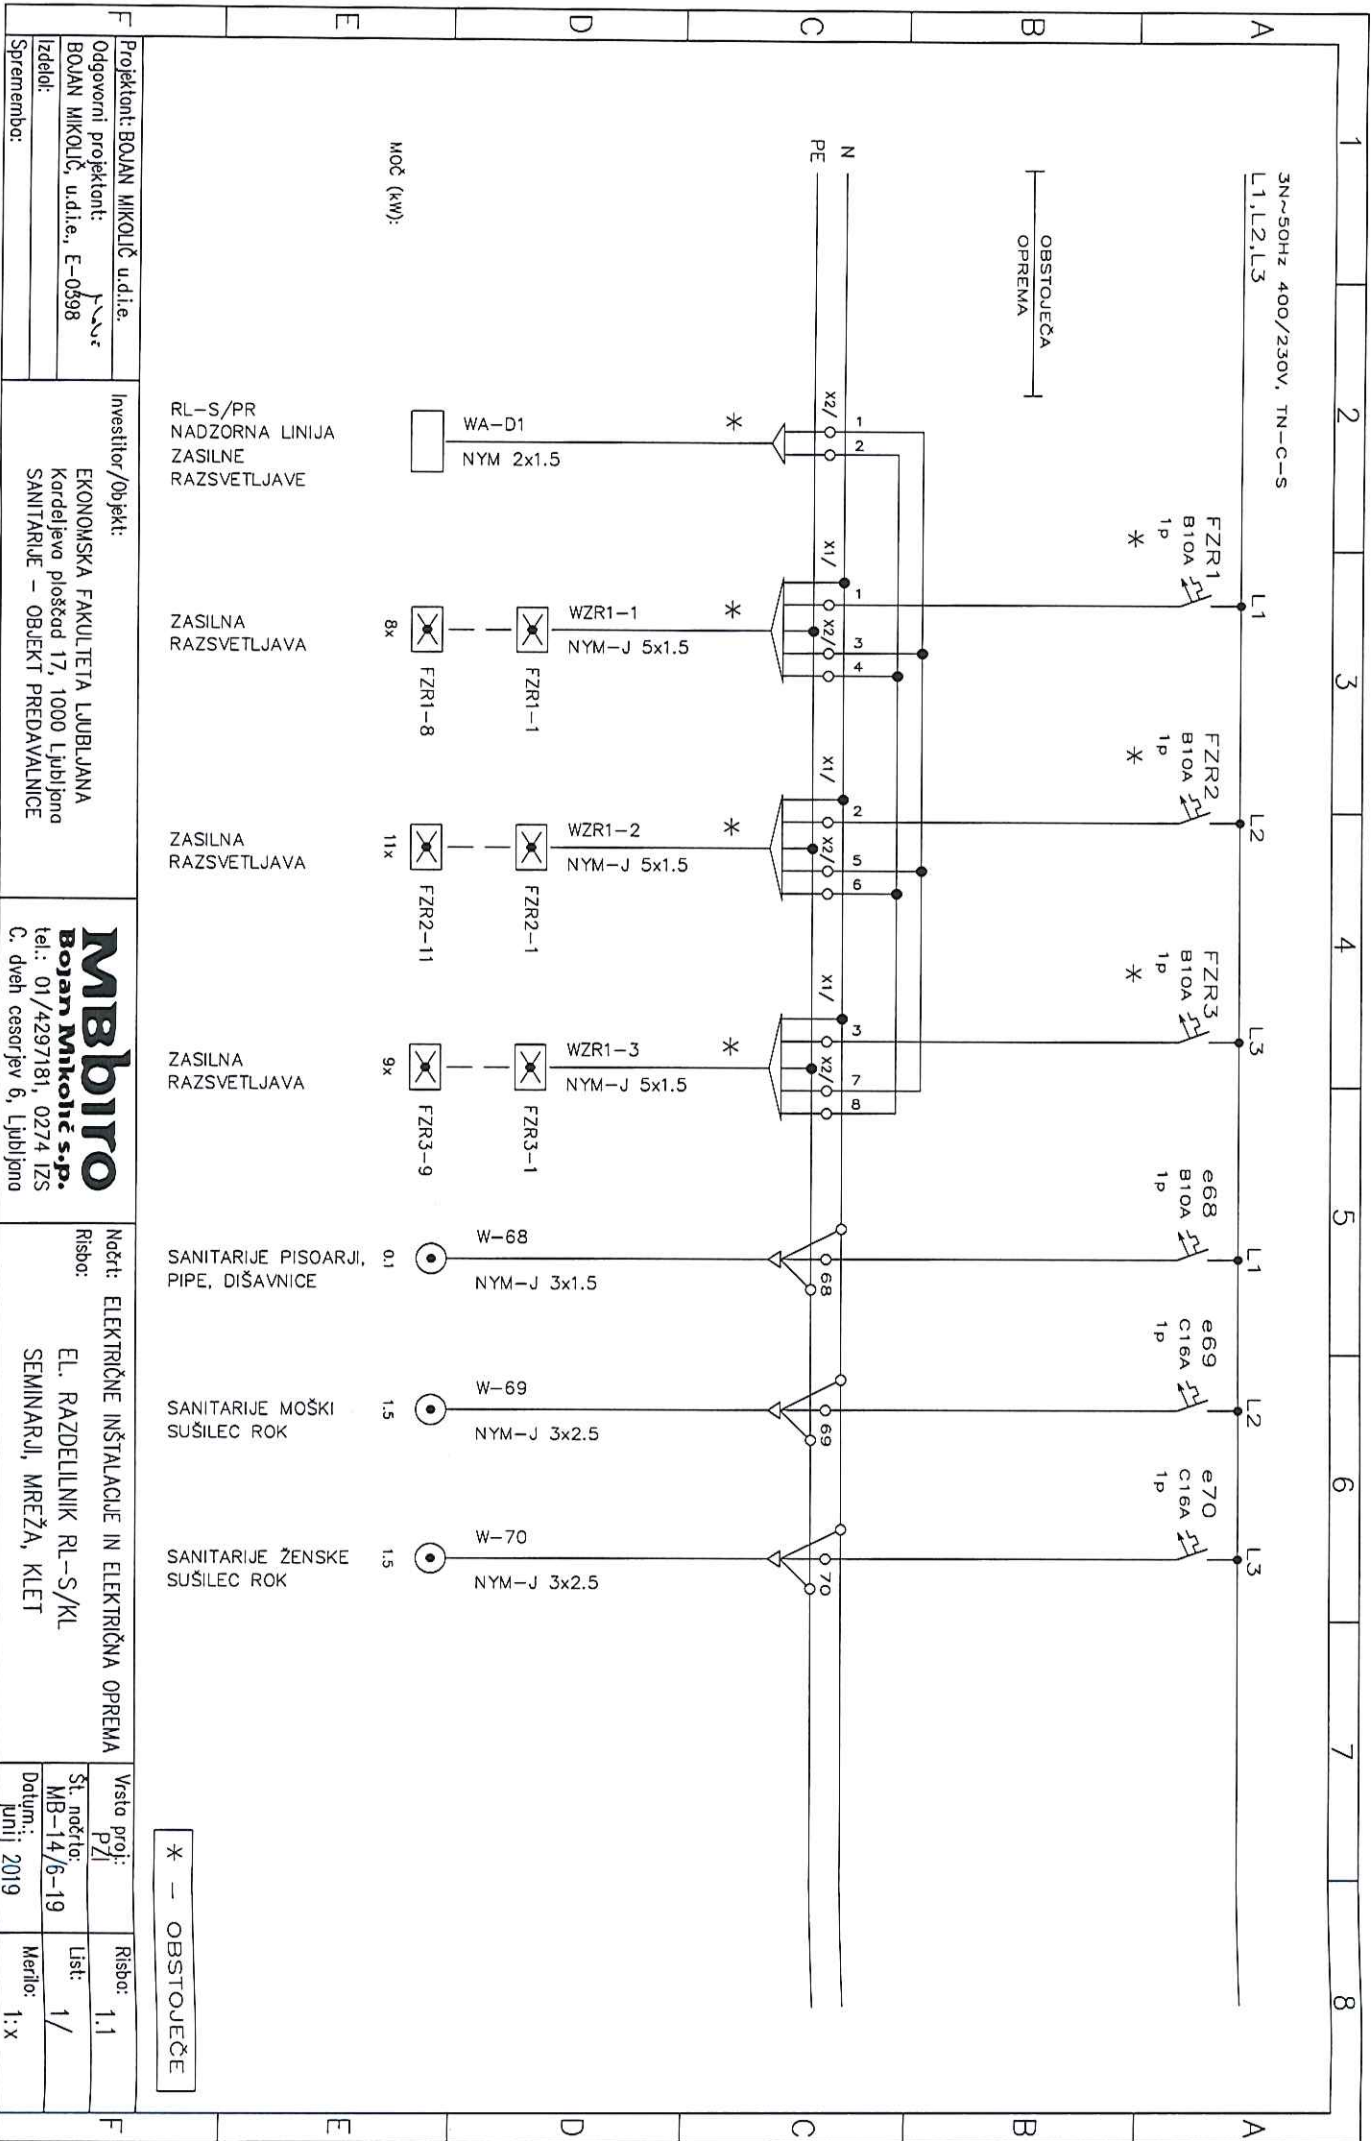 1
2
3
4
5
6
7
8
A
B
C
D
E
F
A
B
C
D
E
F
3N~50Hz 400/230V, TN-C-S
L1,L2,L3
OBSTOJEČA
OPREMA
N
PE
MOČ (kW):
X2/
1
2
*
WA-D1
NYM 2x1.5
RL-S/PR
NADZORNA LINIJA
ZASILNE
RAZSVETLJAVE
L1
FZR1
B10A
1p
*
X1/
1
X2/
3
4
*
WZR1-1
NYM-J 5x1.5
FZR1-1
FZR1-8
8x
ZASILNA
RAZSVETLJAVA
L2
FZR2
B10A
1p
*
X1/
2
X2/
5
6
*
WZR1-2
NYM-J 5x1.5
FZR2-1
FZR2-11
11x
ZASILNA
RAZSVETLJAVA
L3
FZR3
B10A
1p
*
X1/
3
X2/
7
8
*
WZR1-3
NYM-J 5x1.5
FZR3-1
FZR3-9
9x
ZASILNA
RAZSVETLJAVA
L1
e68
B10A
1p
68
W-68
NYM-J 3x1.5
0.1
SANITARIJE PISOARJI,
PIPE, DIŠAVNICE
L2
e69
C16A
1p
69
W-69
NYM-J 3x2.5
1.5
SANITARIJE MOŠKI
SUŠILEC ROK
L3
e70
C16A
1p
70
W-70
NYM-J 3x2.5
1.5
SANITARIJE ŽENSKE
SUŠILEC ROK
* - OBSTOJEČE
Projektant: BOJAN MIKOLIČ u.d.i.e.
Odgovorni projektant:
BOJAN MIKOLIČ, u.d.i.e., E-0598
Izdelal:
Sprememba:
Investitor/Objekt:
EKONOMSKA FAKULTETA LJUBLJANA
Kardeljeva ploščad 17, 1000 Ljubljana
SANITARIJE - OBJEKT PREDAVALNICE
MBbiro
Bojan Mikolič s.p.
tel.: 01/4297181, 0274 IZS
C. dveh cesarjev 6, Ljubljana
Načrt: ELEKTRIČNE INŠTALACIJE IN ELEKTRIČNA OPREMA
Risba:
EL. RAZDELILNIK RL-S/KL
SEMINARJI, MREŽA, KLET
Vrsta proj.:
PZI
Št. načrta:
MB-14/6-19
Datum.:
junij 2019
Risba: 1.1
List: 1/
Merilo: 1:x